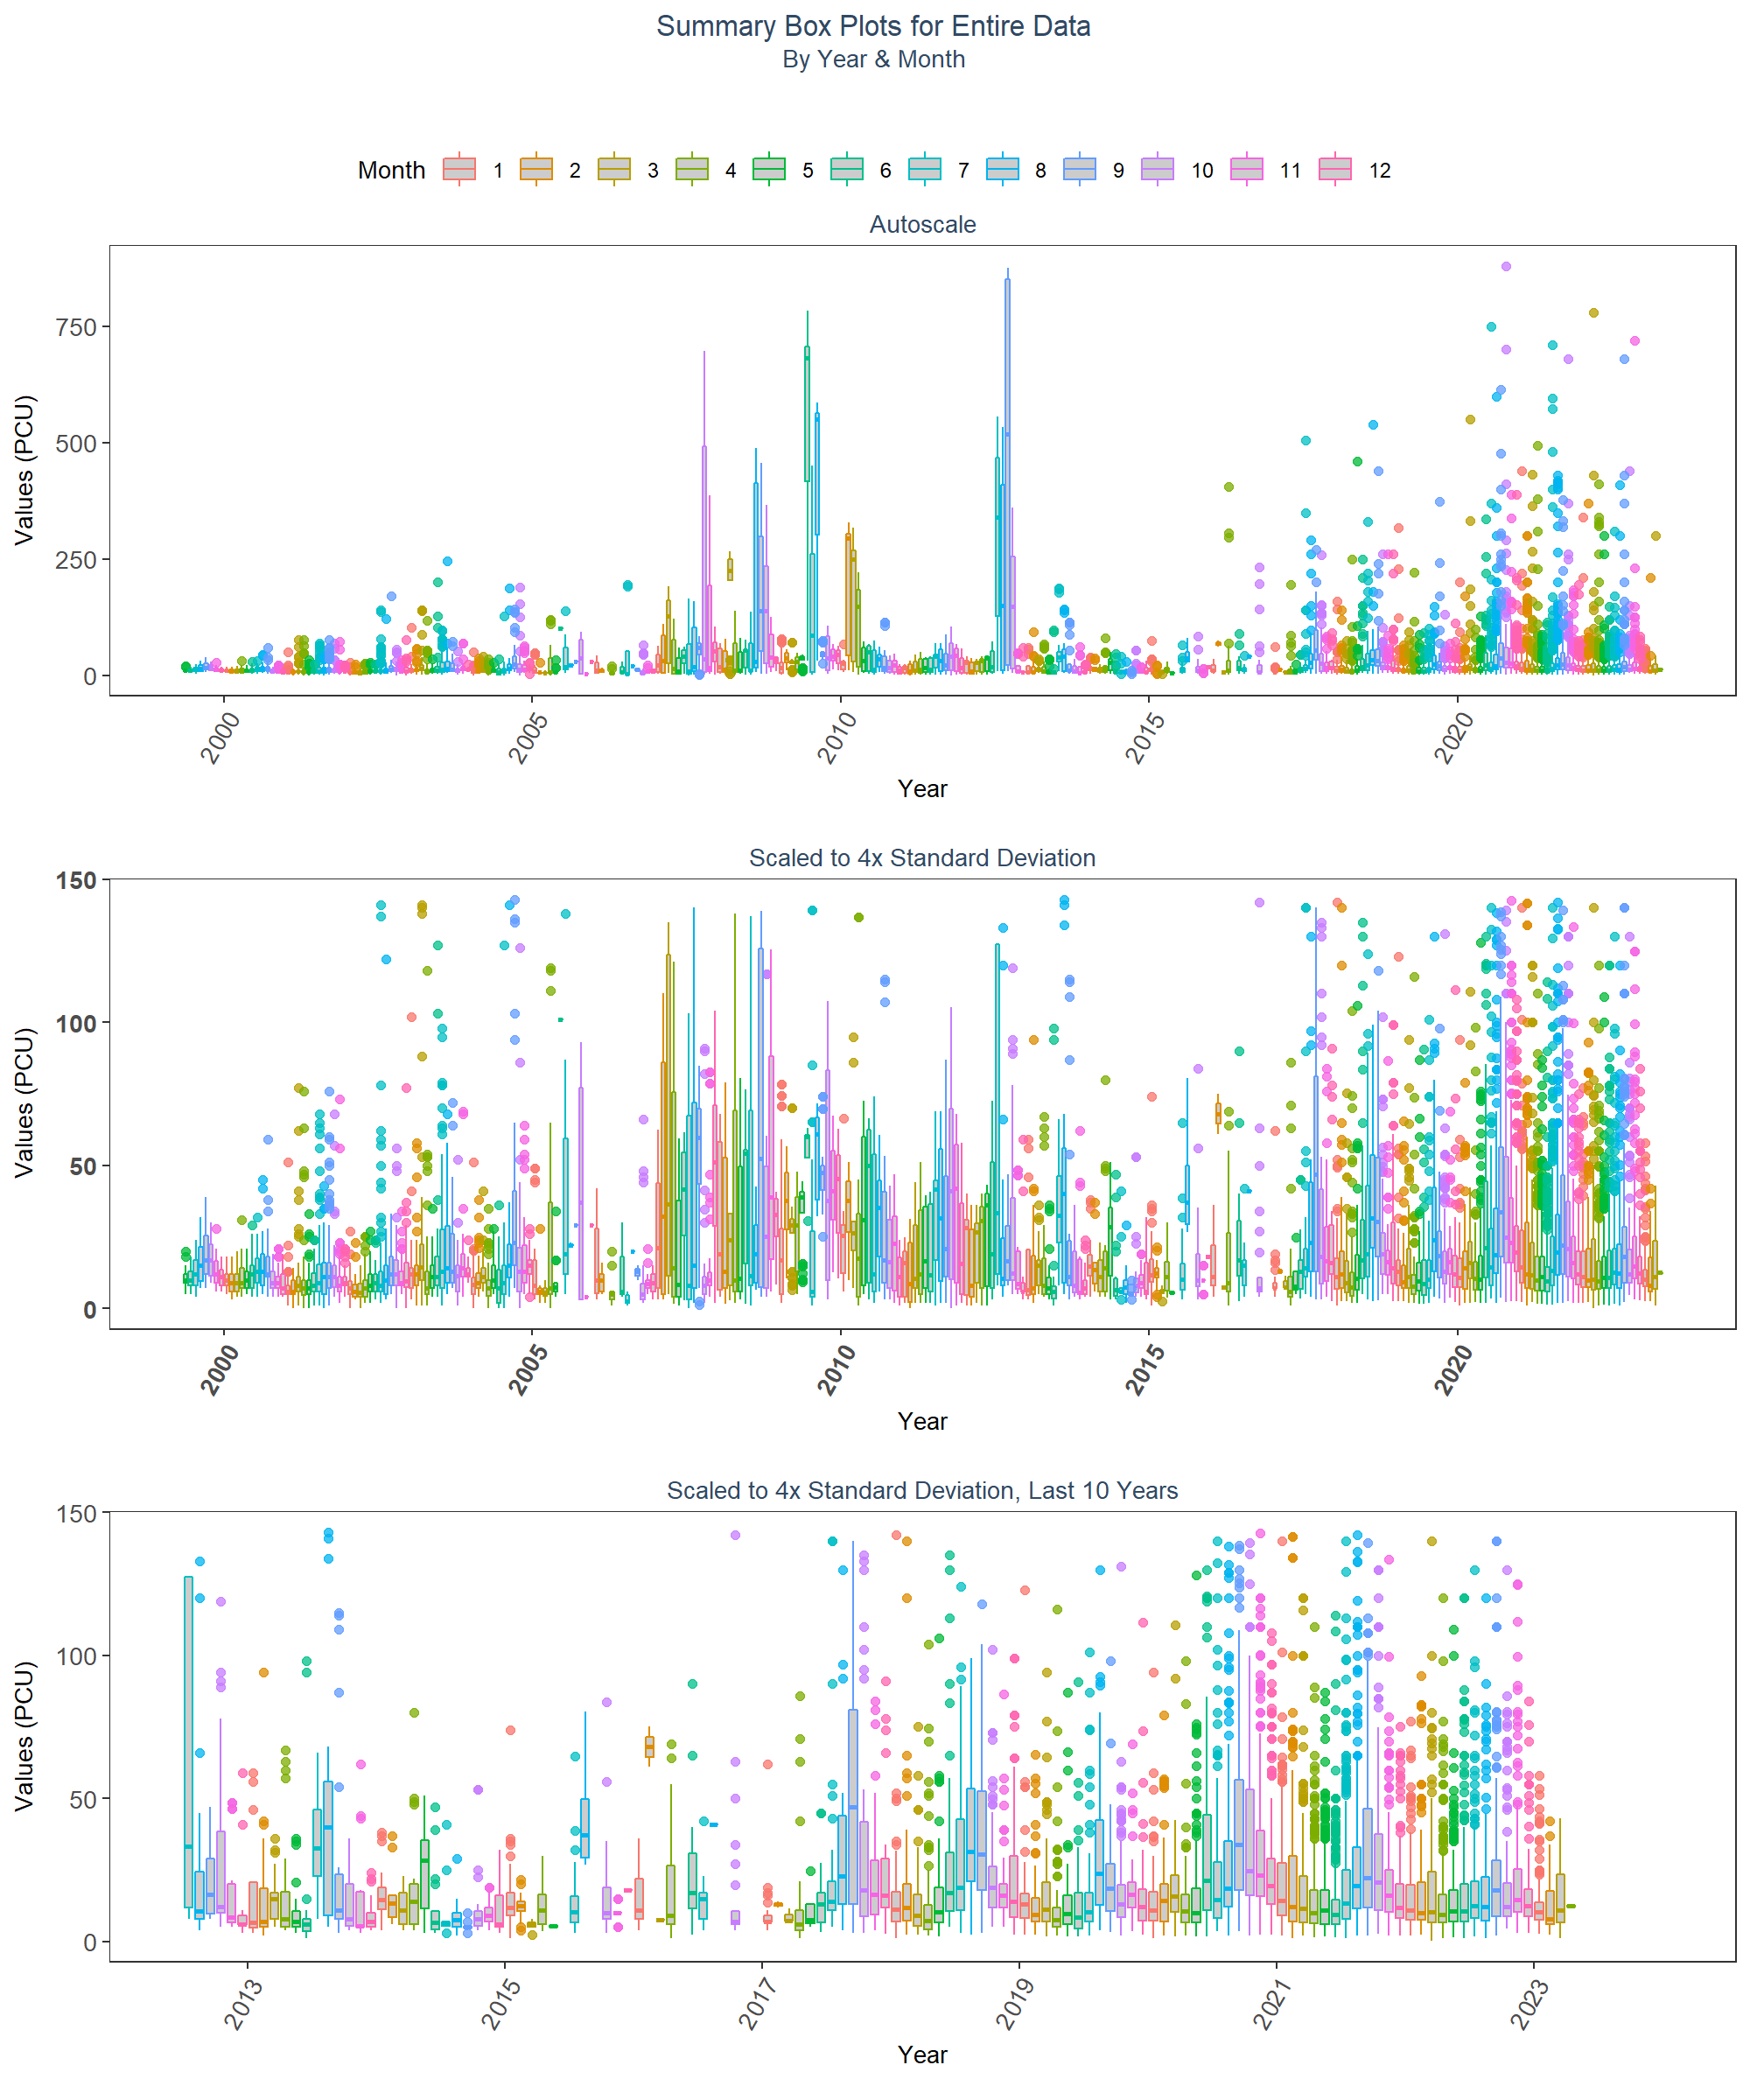 Summary Box Plots for Entire Data
By Year & Month
Month 1 2 3 4 5 6 7 8 9 10 11 12
Autoscale
Values (PCU)
750
500
250
0
2000 2005 2010 2015 2020
Year
Scaled to 4x Standard Deviation
Values (PCU)
150
100
50
0
2000 2005 2010 2015 2020
Year
Scaled to 4x Standard Deviation, Last 10 Years
Values (PCU)
150
100
50
0
2013 2015 2017 2019 2021 2023
Year